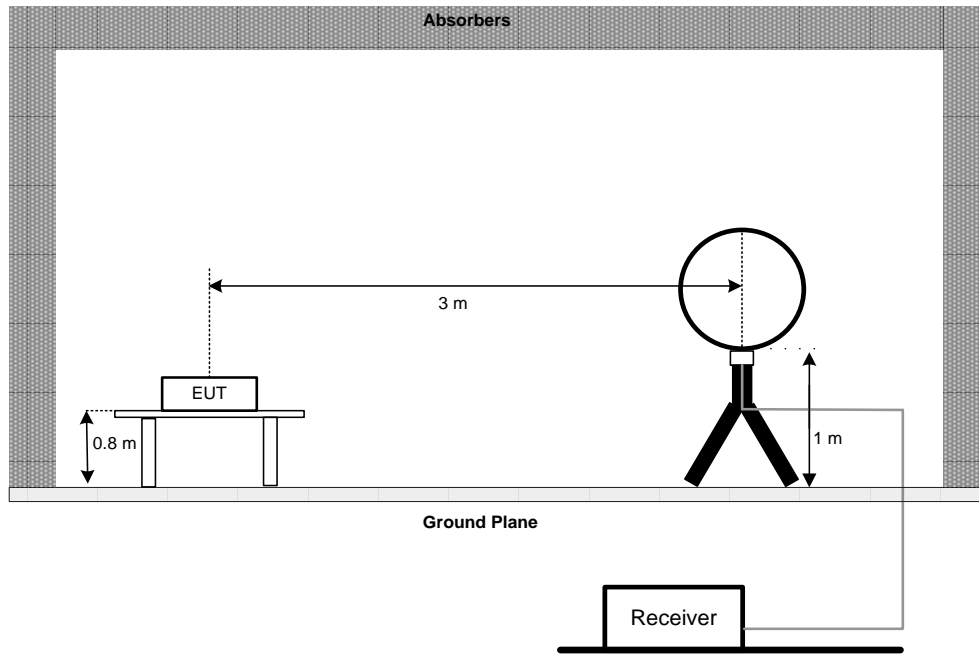 Absorbers
3 m
EUT
0.8 m
1 m
Ground Plane
Receiver